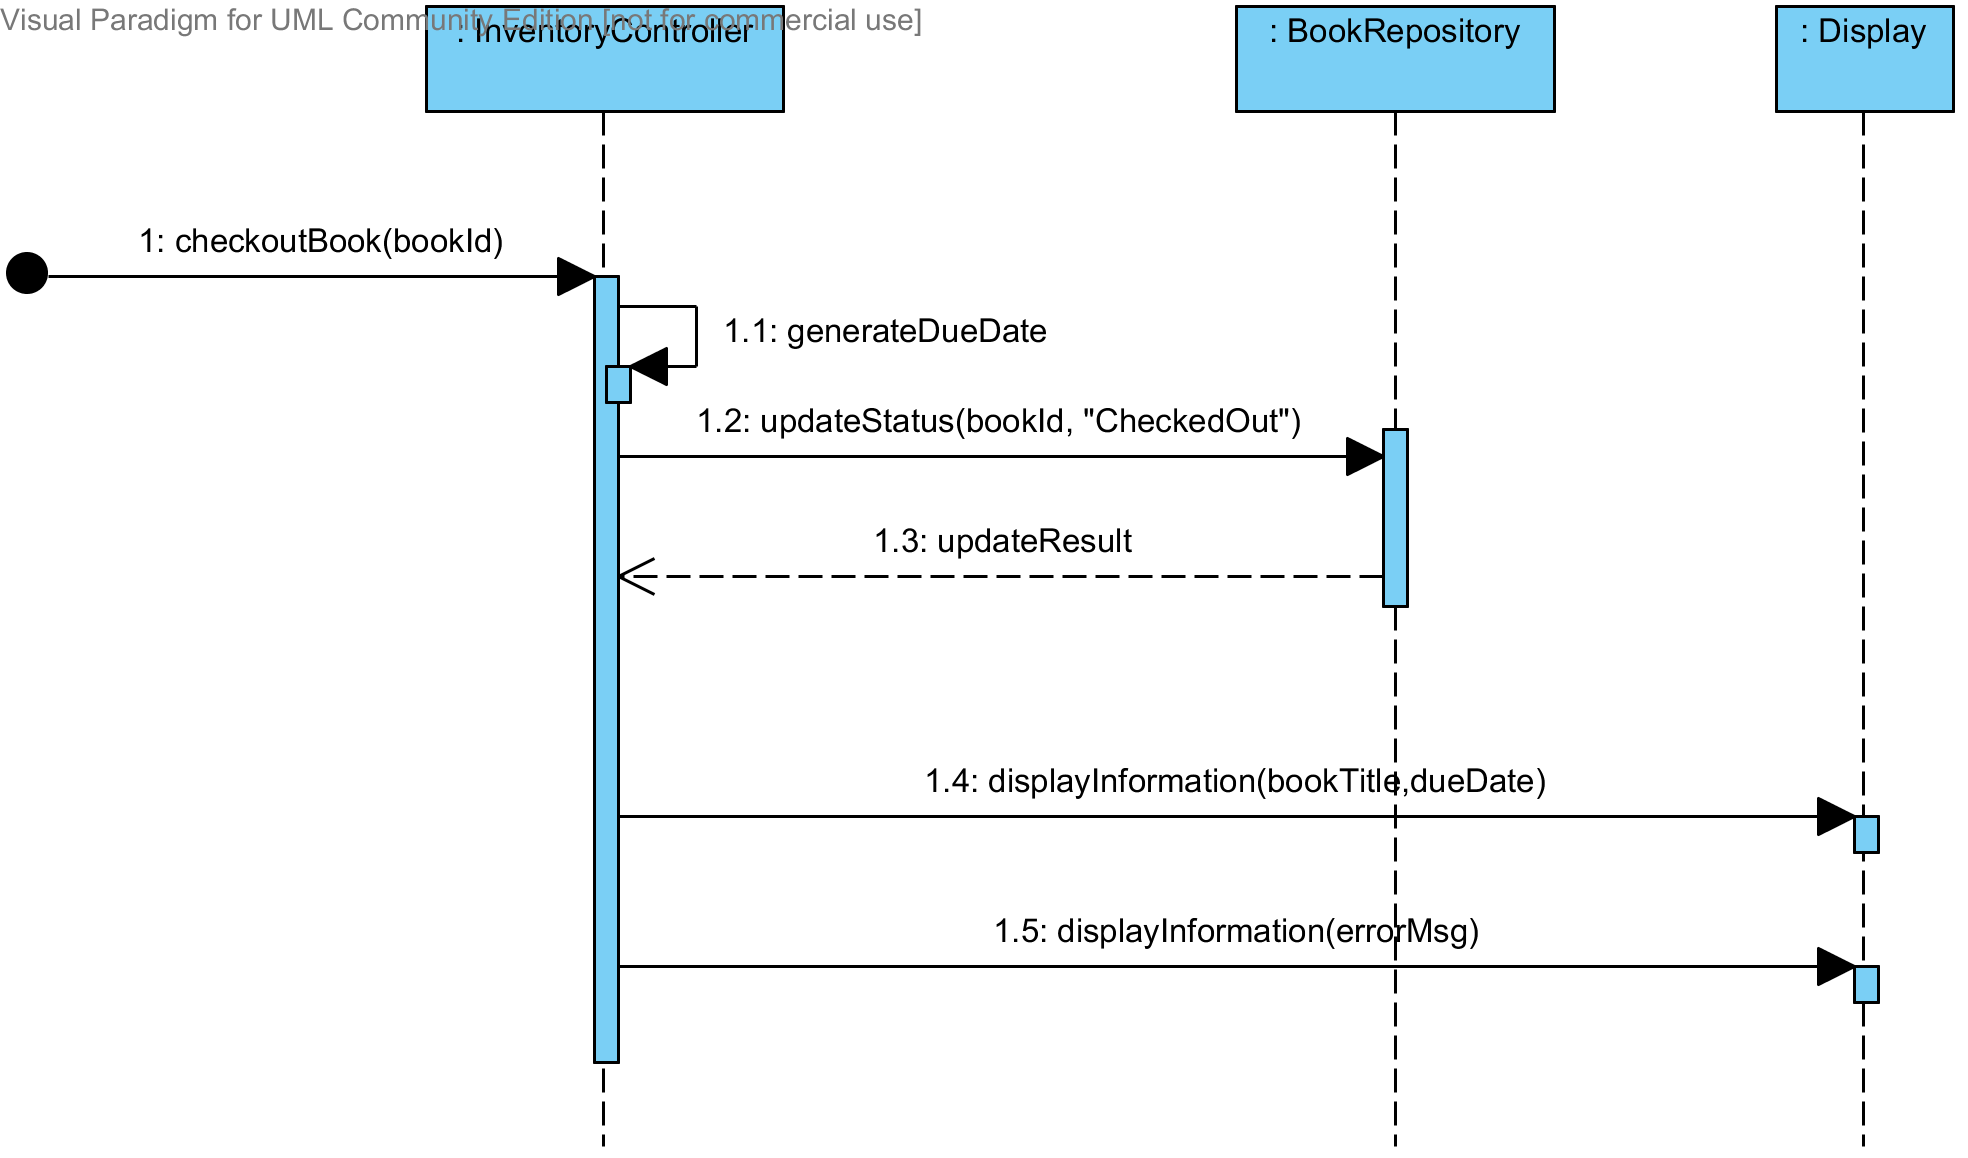 Visual Paradigm for UML Community Edition [not for commercial use]
: InventoryController
: BookRepository
: Display
1: checkoutBook(bookId)
1.1: generateDueDate
1.2: updateStatus(bookId, "CheckedOut")
1.3: updateResult
1.4: displayInformation(bookTitle,dueDate)
1.5: displayInformation(errorMsg)